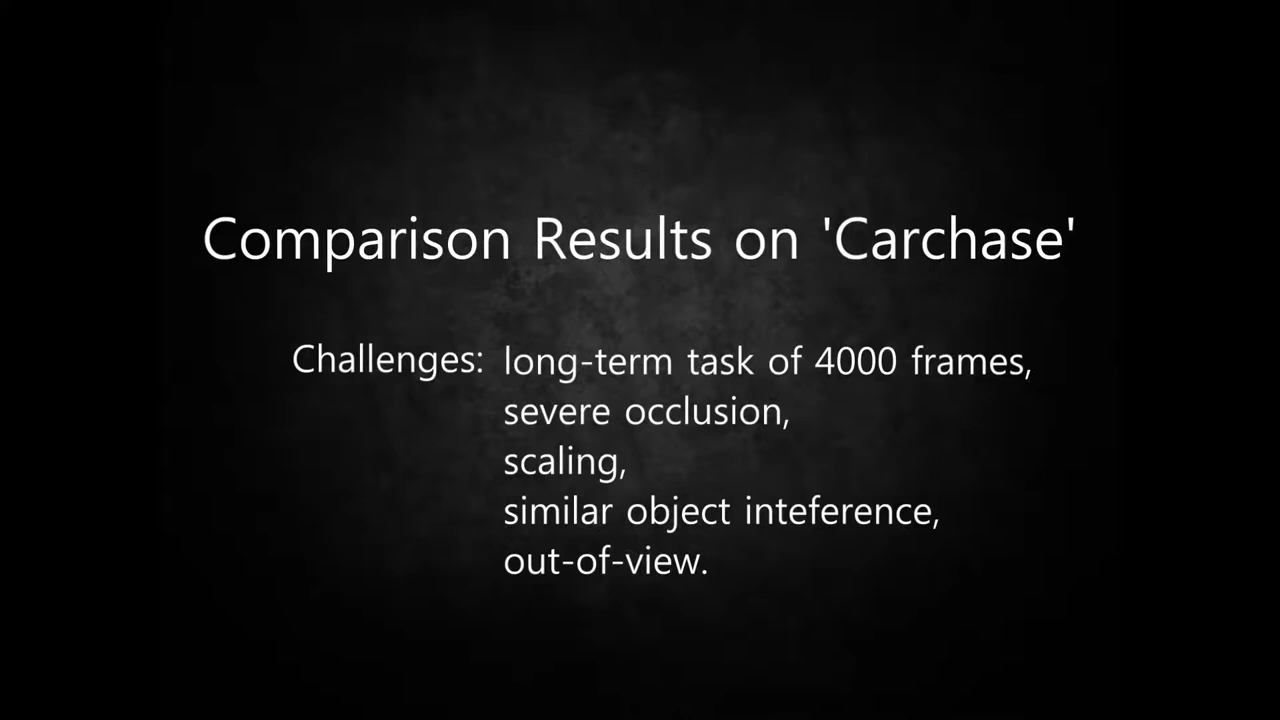 Comparison Results on 'Carchase'
Challenges: long-term task of 4000 frames,
severe occlusion,
scaling,
similar object inteference,
out-of-view.